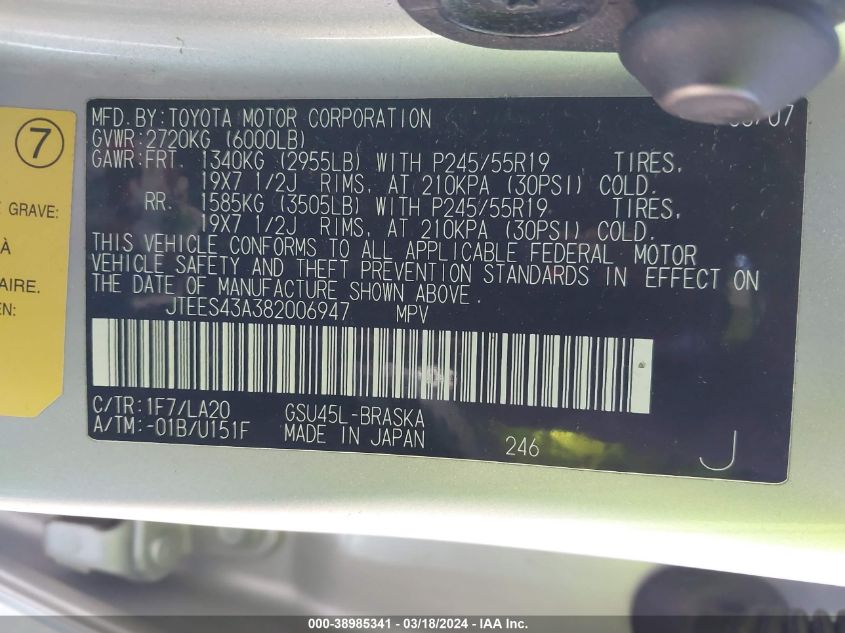 7
E GRAVE:
À
AIRE.
EN:
MFD.BY:TOYOTA MOTOR CORPORATION /07
GVWR:2720KG (6000LB)
GAWR:FRT. 1340KG (2955LB) WITH P245/55R19 TIRES,
19X7 1/2J RIMS, AT 210KPA (30PSI) COLD.
RR. 1585KG (3505LB) WITH P245/55R19 TIRES,
19X7 1/2J RIMS, AT 210KPA (30PSI) COLD.
THIS VEHICLE CONFORMS TO ALL APPLICABLE FEDERAL MOTOR
VEHICLE SAFETY AND THEFT PREVENTION STANDARDS IN EFFECT ON
THE DATE OF MANUFACTURE SHOWN ABOVE.
JTEES43A382006947 MPV
C/TR:1F7/LA20 GSU45L-BRASKA
A/TM:-01B/U151F MADE IN JAPAN 246 J
000-38985341 - 03/18/2024 - IAA Inc.